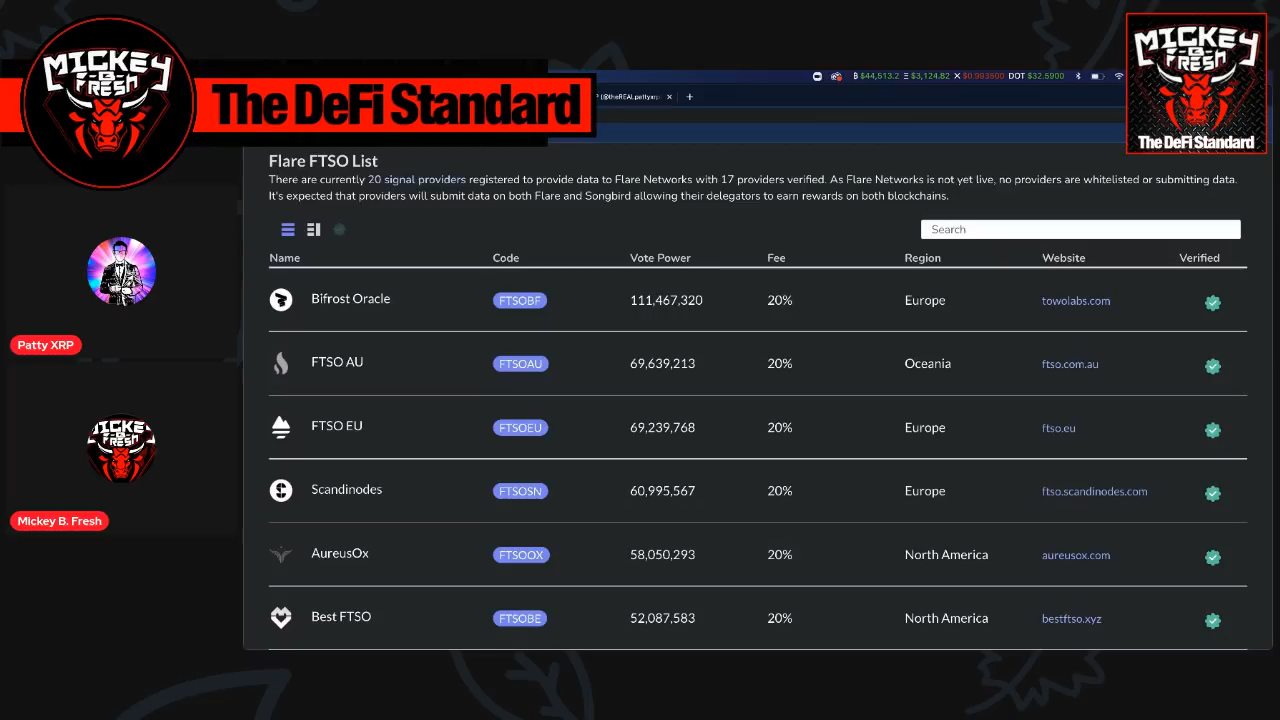 MICKEY
-B-
FRESH
The DeFi Standard
₿ $44,513.2 Ξ $3,124.82 X $0.993600 DOT $32.5900
(@theREALpattyxrp
MICKEY
-B-
FRESH
The DeFi Standard
Flare FTSO List
There are currently 20 signal providers registered to provide data to Flare Networks with 17 providers verified. As Flare Networks is not yet live, no providers are whitelisted or submitting data.
It's expected that providers will submit data on both Flare and Songbird allowing their delegators to earn rewards on both blockchains.
Search
Name Code Vote Power Fee Region Website Verified
Bifrost Oracle FTSOBF 111,467,320 20% Europe towolabs.com
FTSO AU FTSOAU 69,639,213 20% Oceania ftso.com.au
FTSO EU FTSOEU 69,239,768 20% Europe ftso.eu
Scandinodes FTSOSN 60,995,567 20% Europe ftso.scandinodes.com
AureusOx FTSOOX 58,050,293 20% North America aureusox.com
Best FTSO FTSOBE 52,087,583 20% North America bestftso.xyz
Patty XRP
MICKEY
-B-
FRESH
Mickey B. Fresh